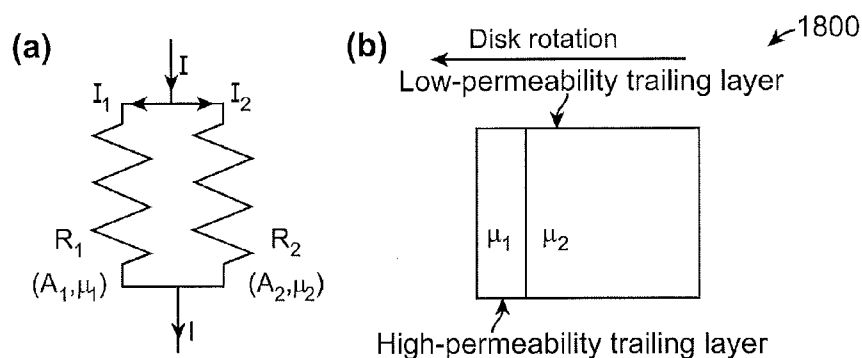 (a)
I
I₁
I₂
R₁
R₂
(A₁,μ₁)
(A₂,μ₂)
I
(b)
1800
Disk rotation
Low-permeability trailing layer
μ₁ μ₂
High-permeability trailing layer